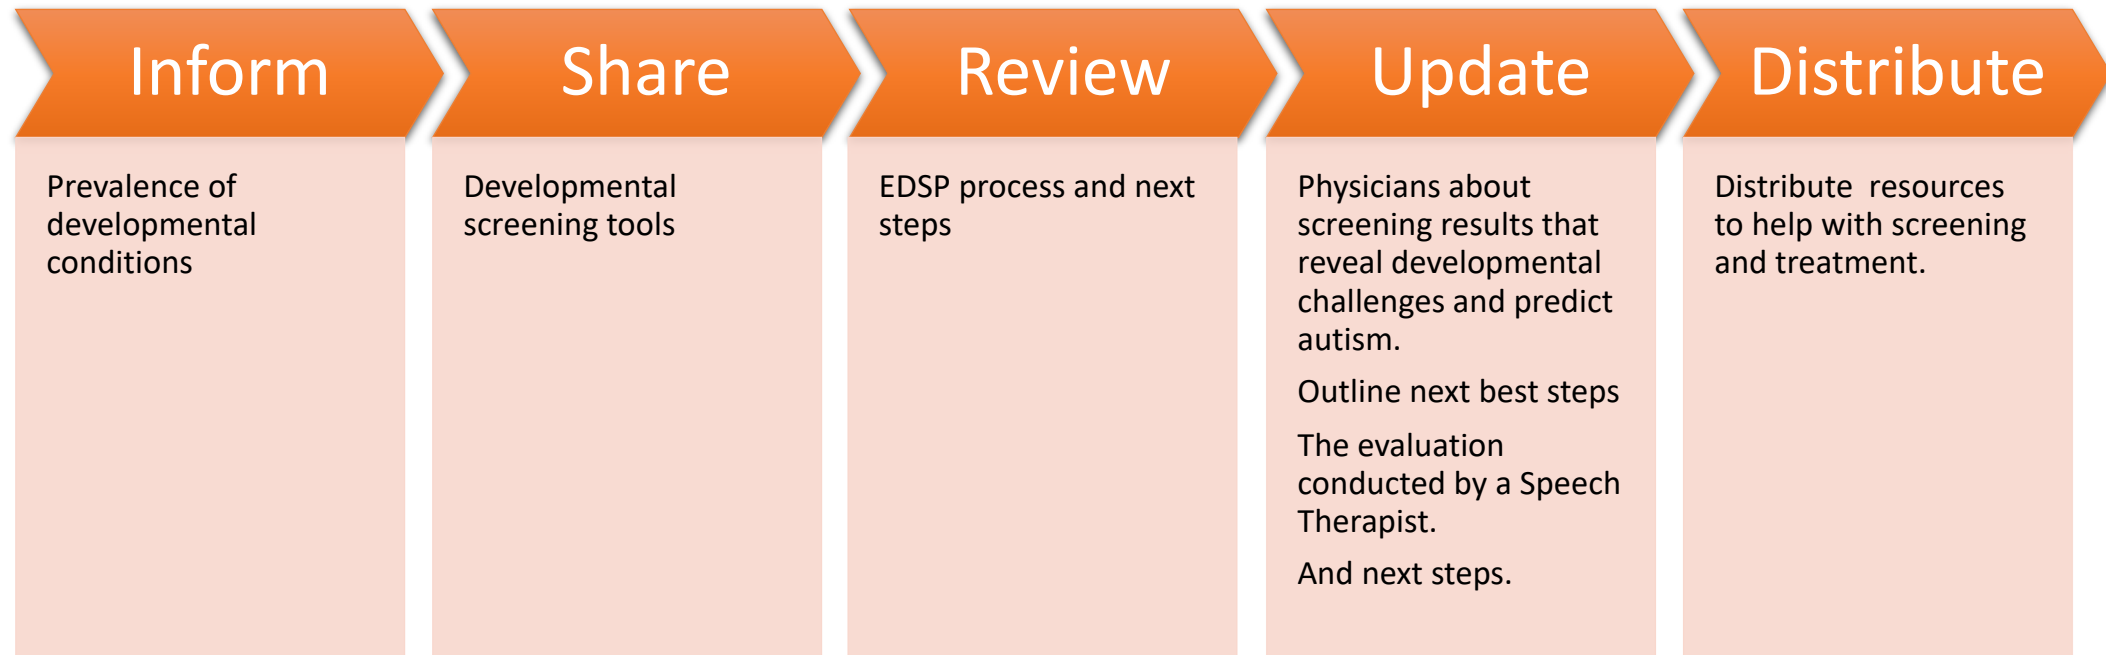 Inform
Share
Review
Update
Distribute
Prevalence of
developmental
conditions
Developmental
screening tools
EDSP process and next
steps
Physicians about
screening results that
reveal developmental
challenges and predict
autism.
Outline next best steps
The evaluation
conducted by a Speech
Therapist.
And next steps.
Distribute  resources
to help with screening
and treatment.